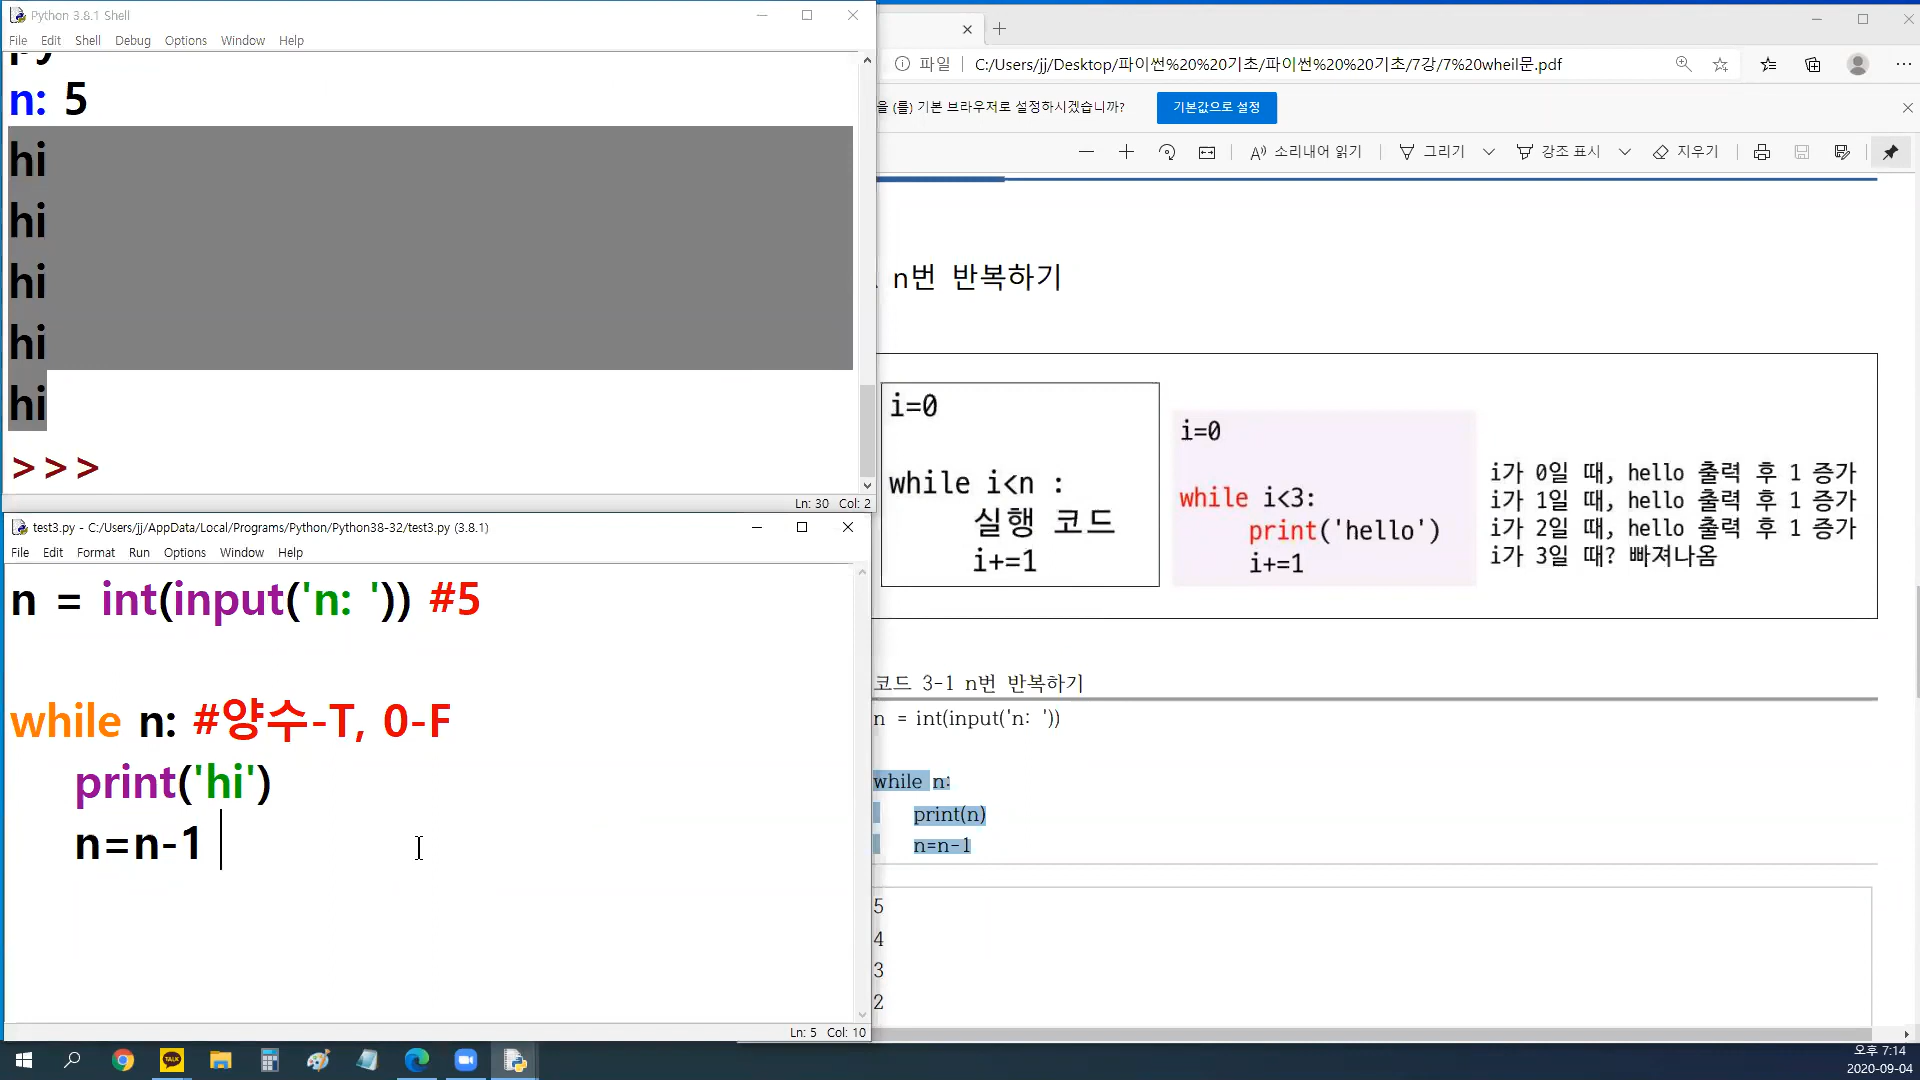 Python 3.8.1 Shell
File Edit Shell Debug Options Window Help
py
n: 5
hi
hi
hi
hi
hi
>>>
Ln: 30 Col: 2
test3.py - C:/Users/jj/AppData/Local/Programs/Python/Python38-32/test3.py (3.8.1)
File Edit Format Run Options Window Help
n = int(input('n: ')) #5
while n: #양수-T, 0-F
print('hi')
n=n-1
Ln: 5 Col: 10
파일 C:/Users/jj/Desktop/파이썬%20%20기초/파이썬%20%20기초/7강/7%20wheil문.pdf
을 (를) 기본 브라우저로 설정하시겠습니까? 기본값으로 설정
소리내어 읽기 그리기 강조 표시 지우기
n번 반복하기
i=0
while i<n :
실행 코드
i+=1
i=0
while i<3:
print('hello')
i+=1
i가 0일 때, hello 출력 후 1 증가
i가 1일 때, hello 출력 후 1 증가
i가 2일 때, hello 출력 후 1 증가
i가 3일 때? 빠져나옴
코드 3-1 n번 반복하기
n = int(input('n: '))
while n:
print(n)
n=n-1
5
4
3
2
TALK
오후 7:14
2020-09-04